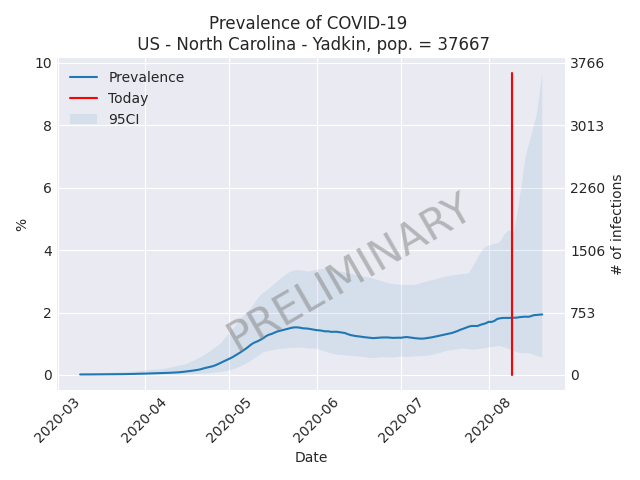 Prevalence of COVID-19
US - North Carolina - Yadkin, pop. = 37667
Prevalence
Today
95CI
10
8
6
4
2
0
%
3766
3013
2260
1506
753
0
# of infections
PRELIMINARY
2020-03
2020-04
2020-05
2020-06
2020-07
2020-08
Date